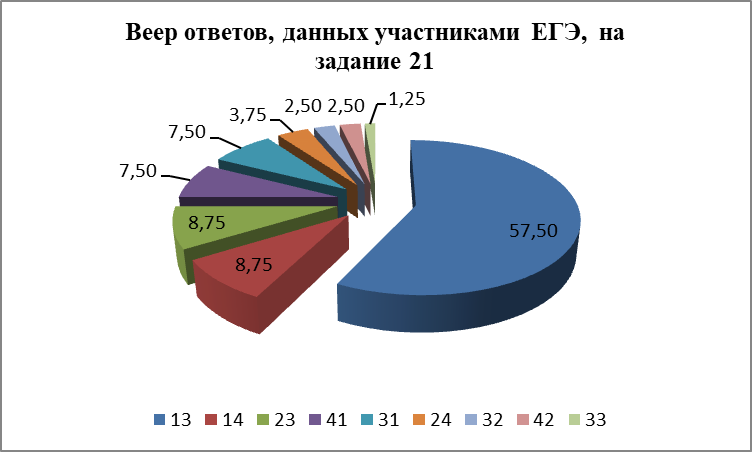 Веер ответов, данных участниками ЕГЭ, на
задание 21
1,25
2,50 2,50
3,75
7,50
7,50
8,75
8,75
57,50
13 14 23 41 31 24 32 42 33